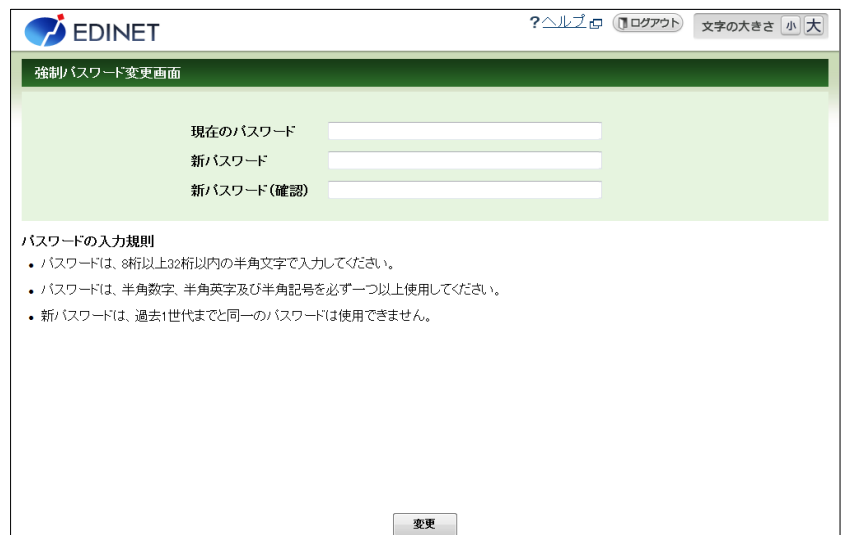 EDINET
?ヘルプ ログアウト 文字の大きさ 小 大
強制パスワード変更画面
現在のパスワード
新パスワード
新パスワード(確認)
パスワードの入力規則
• パスワードは、8桁以上32桁以内の半角文字で入力してください。
• パスワードは、半角数字、半角英字及び半角記号を必ず一つ以上使用してください。
• 新パスワードは、過去1世代までと同一のパスワードは使用できません。
変更